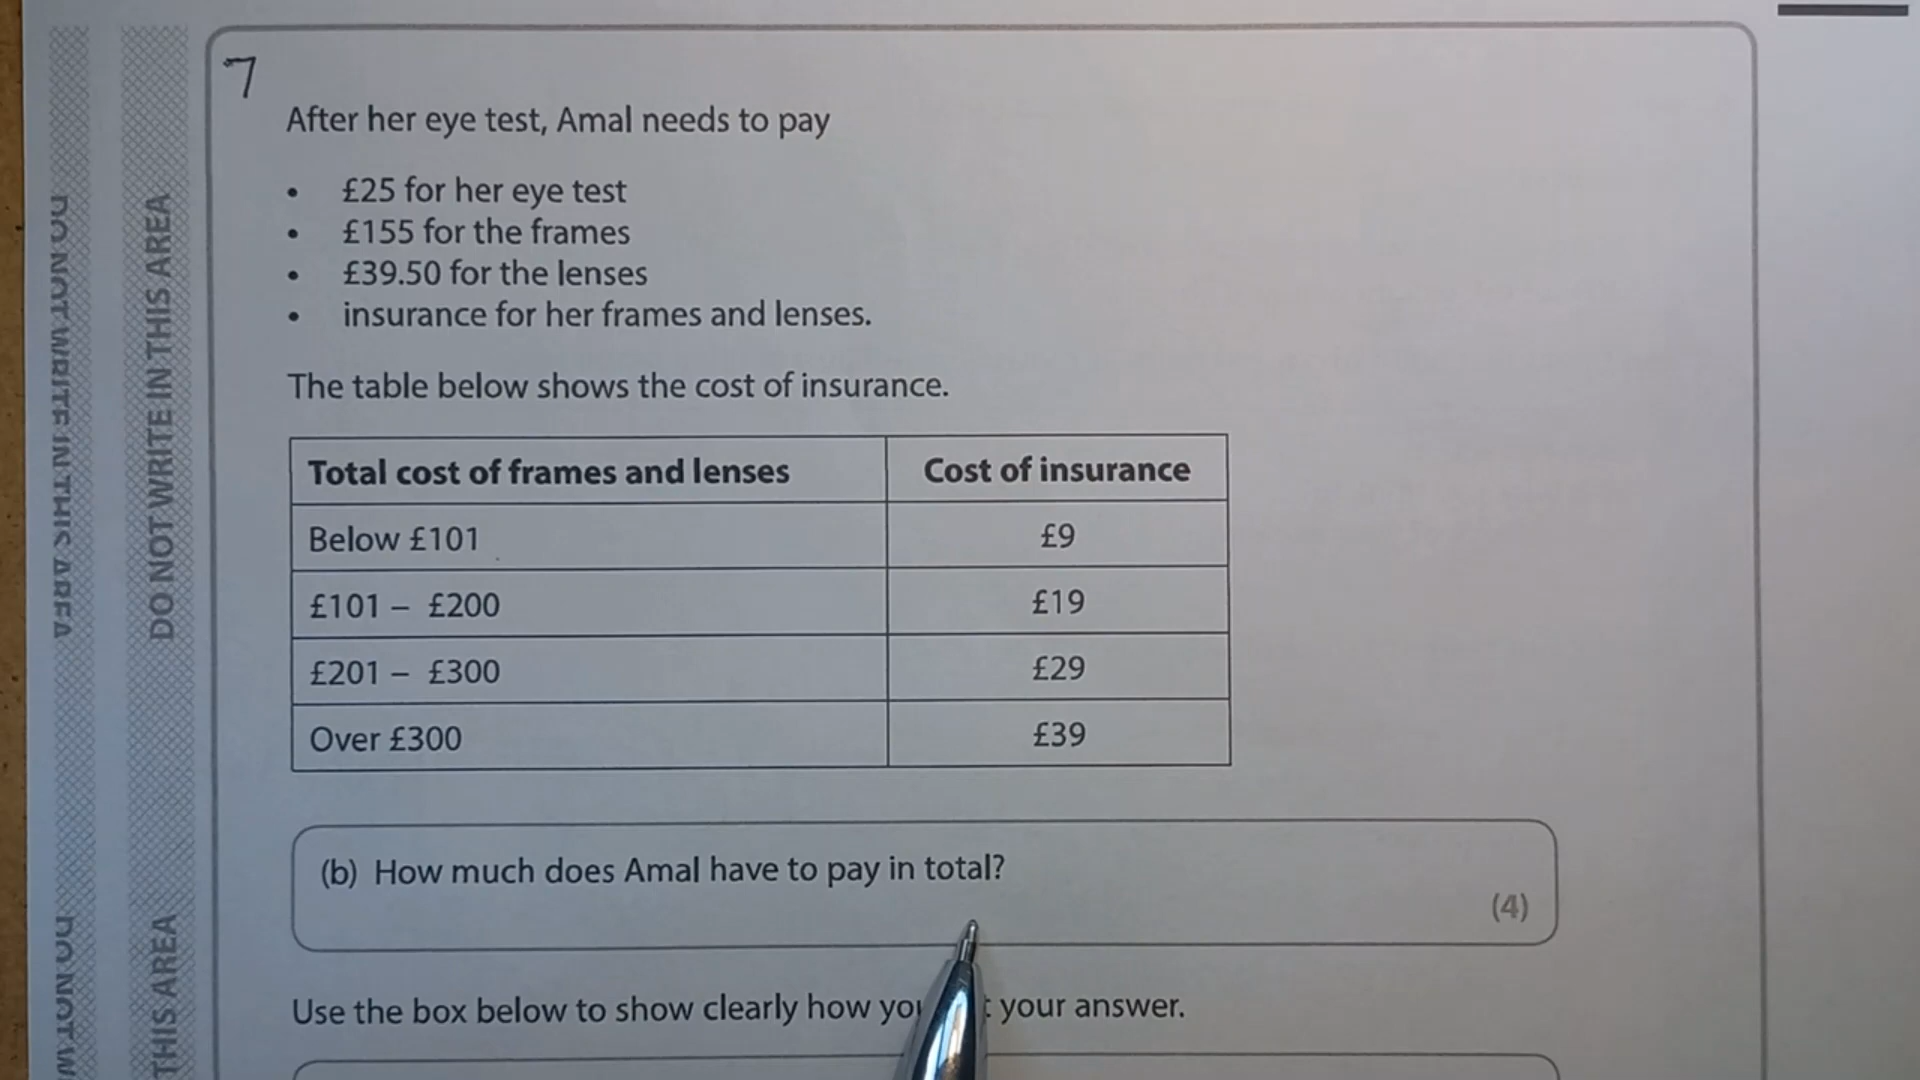 7
After her eye test, Amal needs to pay
• £25 for her eye test
• £155 for the frames
• £39.50 for the lenses
• insurance for her frames and lenses.
The table below shows the cost of insurance.
Total cost of frames and lenses Cost of insurance
Below £101 £9
£101 – £200 £19
£201 – £300 £29
Over £300 £39
(b) How much does Amal have to pay in total?
(4)
Use the box below to show clearly how your answer.
DO NOT WRITE IN THIS AREA
DO NOT WRITE IN THIS AREA
DO NOT W
THIS AREA